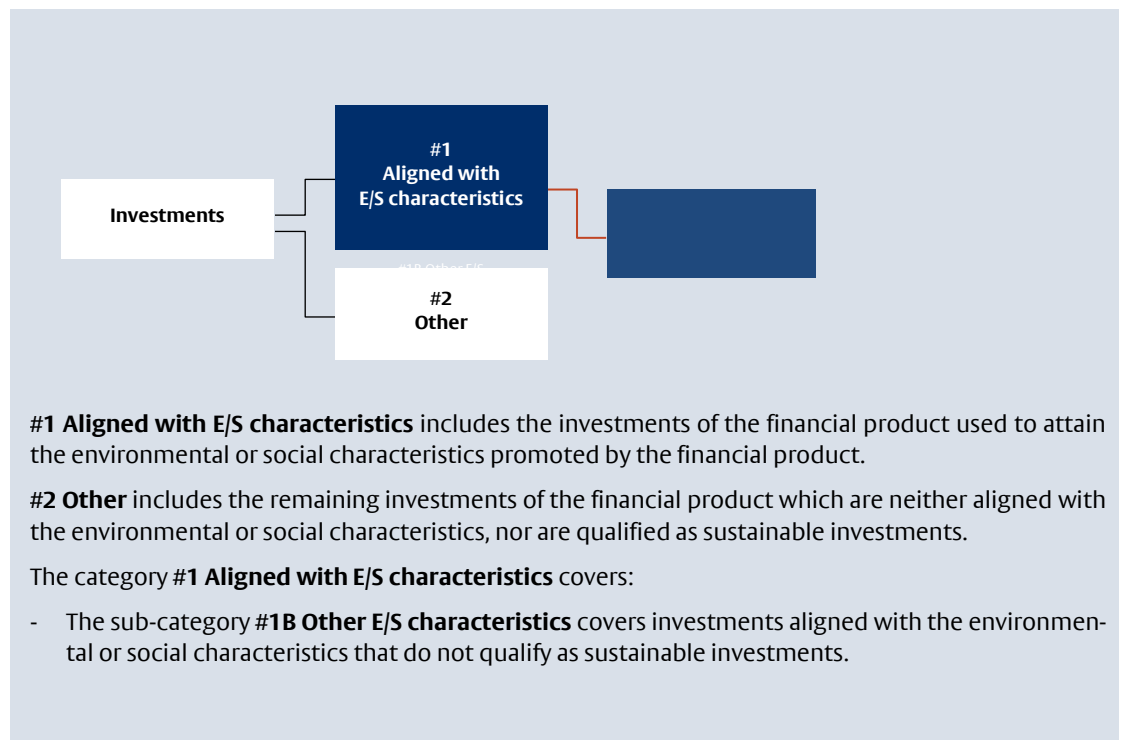 #1
Aligned with
E/S characteristics
Investments
#1B Other E/S
#2
Other
#1 Aligned with E/S characteristics includes the investments of the financial product used to attain
the environmental or social characteristics promoted by the financial product.
#2 Other includes the remaining investments of the financial product which are neither aligned with
the environmental or social characteristics, nor are qualified as sustainable investments.
The category #1 Aligned with E/S characteristics covers:
- The sub-category #1B Other E/S characteristics covers investments aligned with the environmen-
tal or social characteristics that do not qualify as sustainable investments.